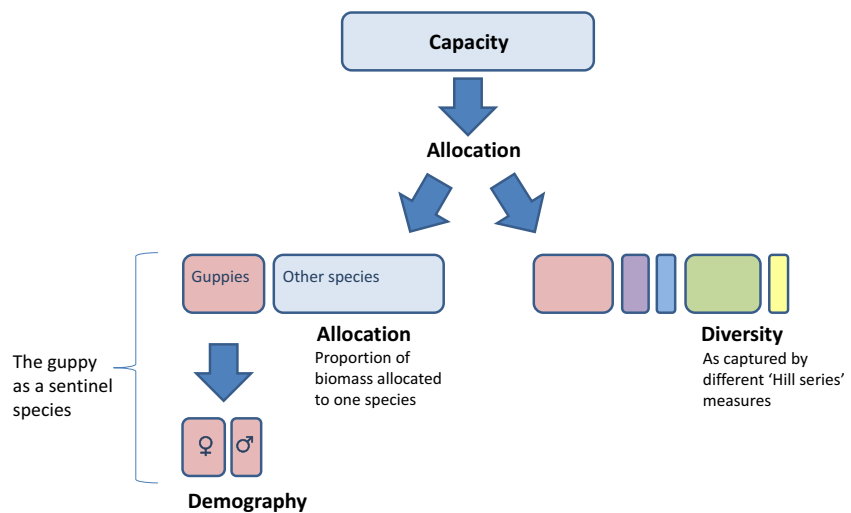 Capacity
Allocation
Guppies
Other species
Allocation
Proportion of
biomass allocated
to one species
Diversity
As captured by
different ‘Hill series’
measures
The guppy
as a sentinel
species
♀ ♂
Demography